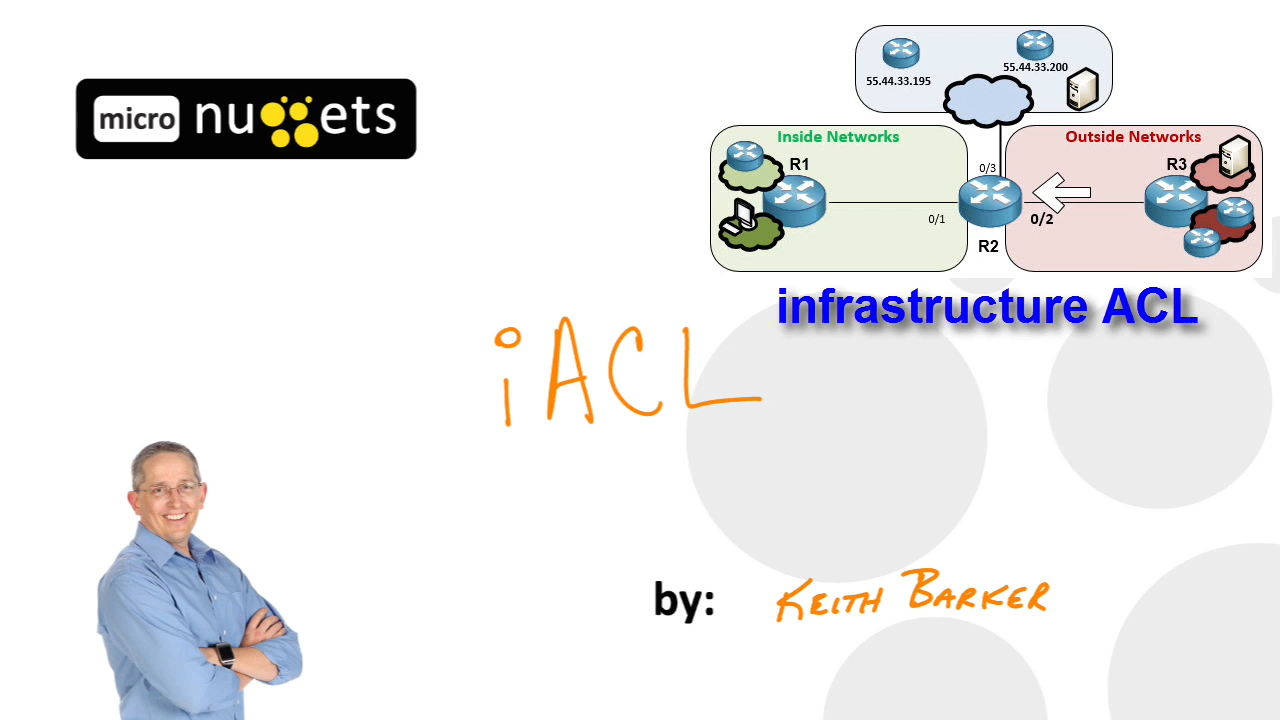 micro nuggets
55.44.33.195
55.44.33.200
Inside Networks
Outside Networks
R1
0/3
R3
0/1
0/2
R2
infrastructure ACL
iACL
by: KEITH BARKER